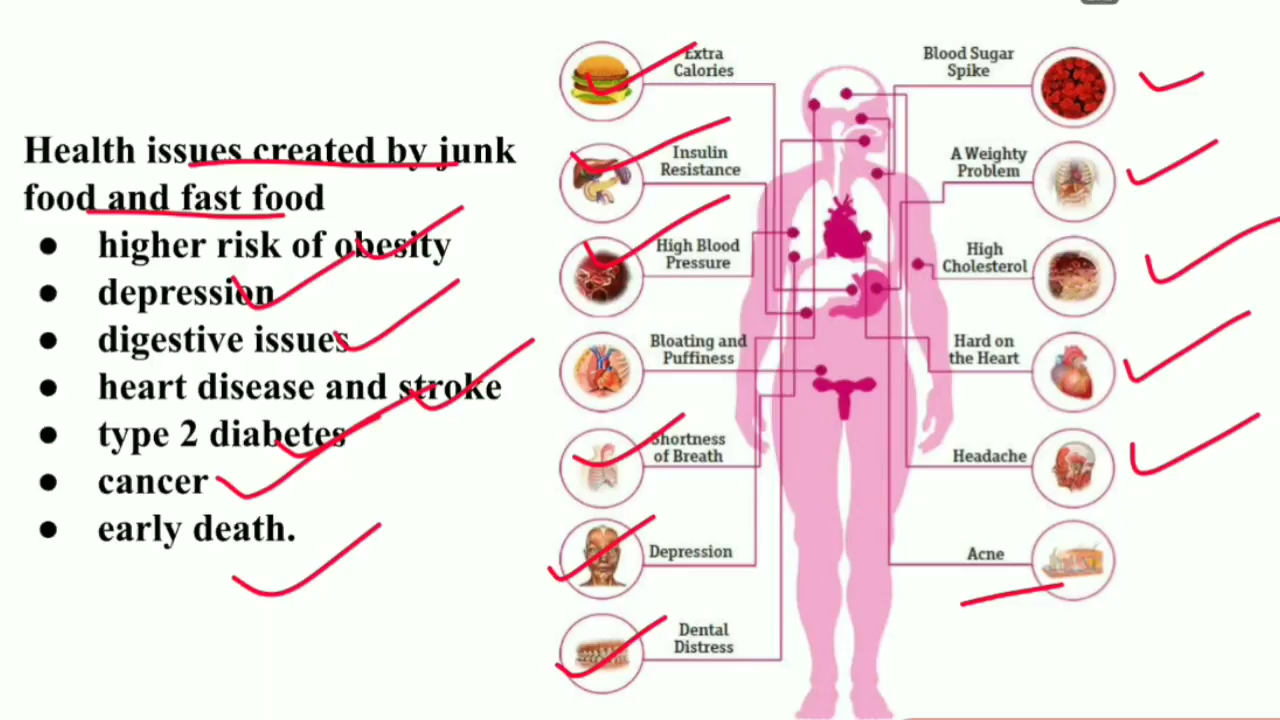 Health issues created by junk
food and fast food
● higher risk of obesity
● depression
● digestive issues
● heart disease and stroke
● type 2 diabetes
● cancer
● early death.
Extra
Calories
Insulin
Resistance
High Blood
Pressure
Bloating and
Puffiness
Shortness
of Breath
Depression
Dental
Distress
Blood Sugar
Spike
A Weighty
Problem
High
Cholesterol
Hard on
the Heart
Headache
Acne